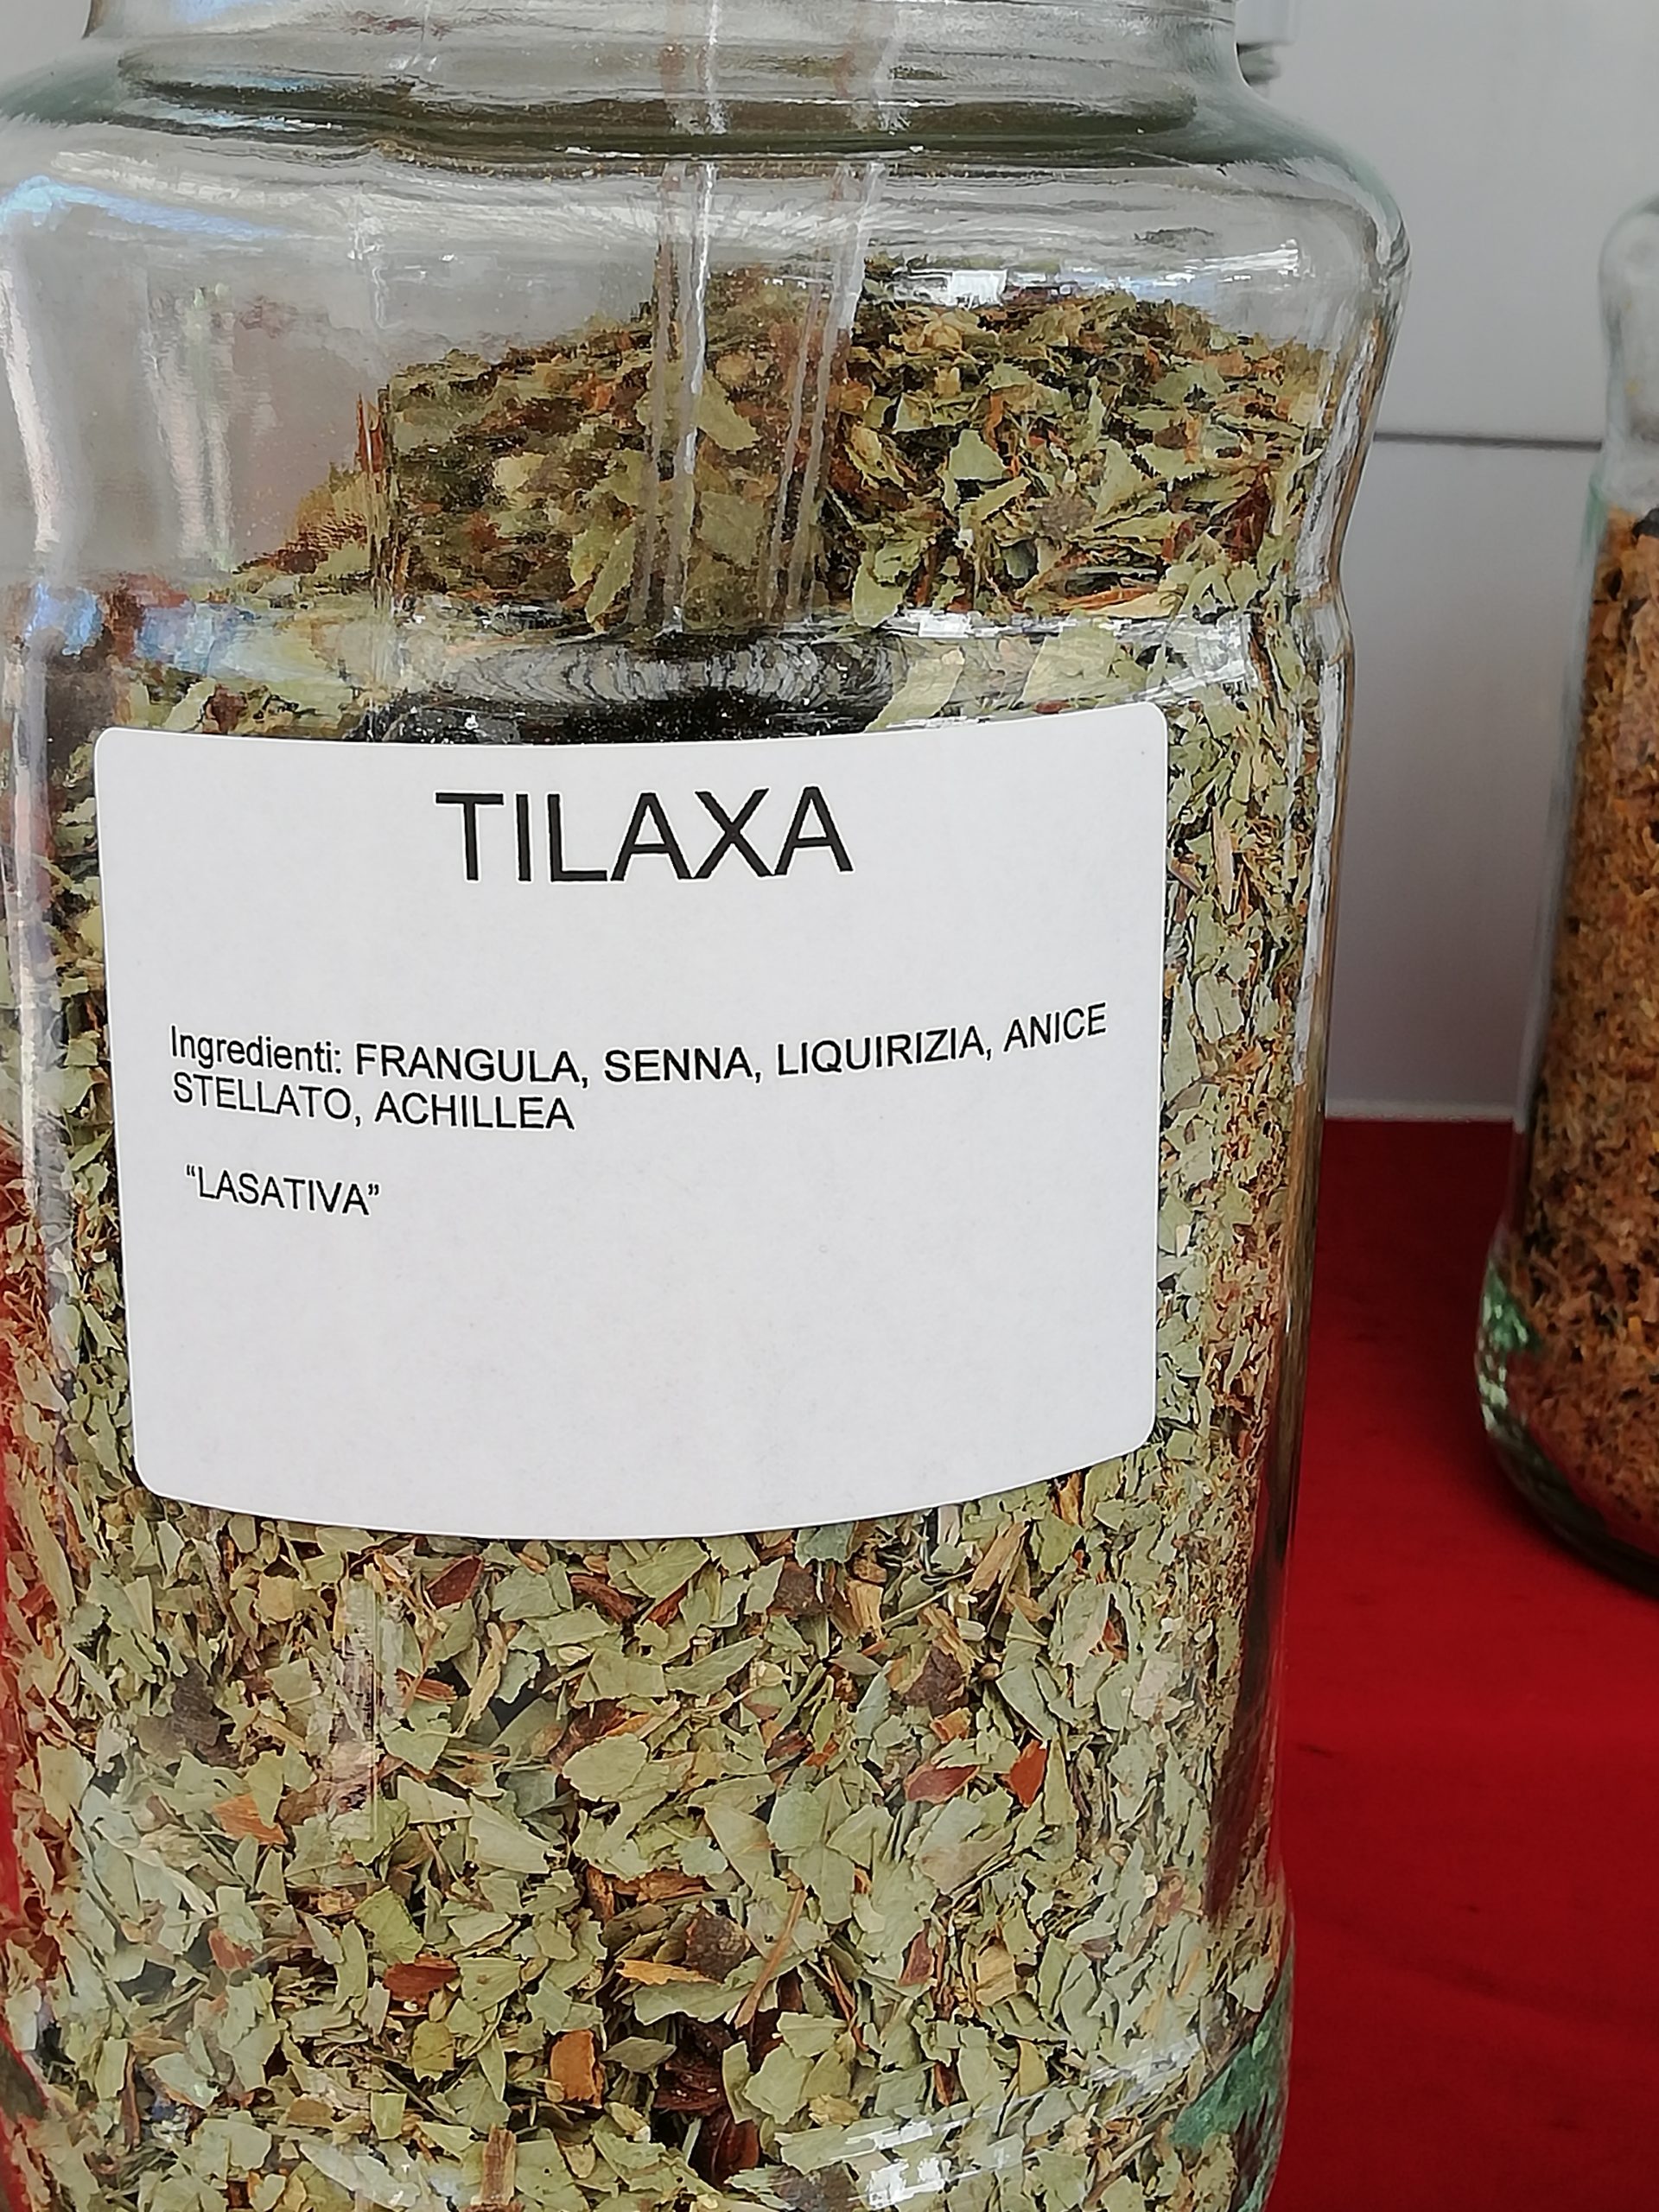 TILAXA
Ingredienti: FRANGULA, SENNA, LIQUIRIZIA, ANICE
STELLATO, ACHILLEA
“LASATIVA”